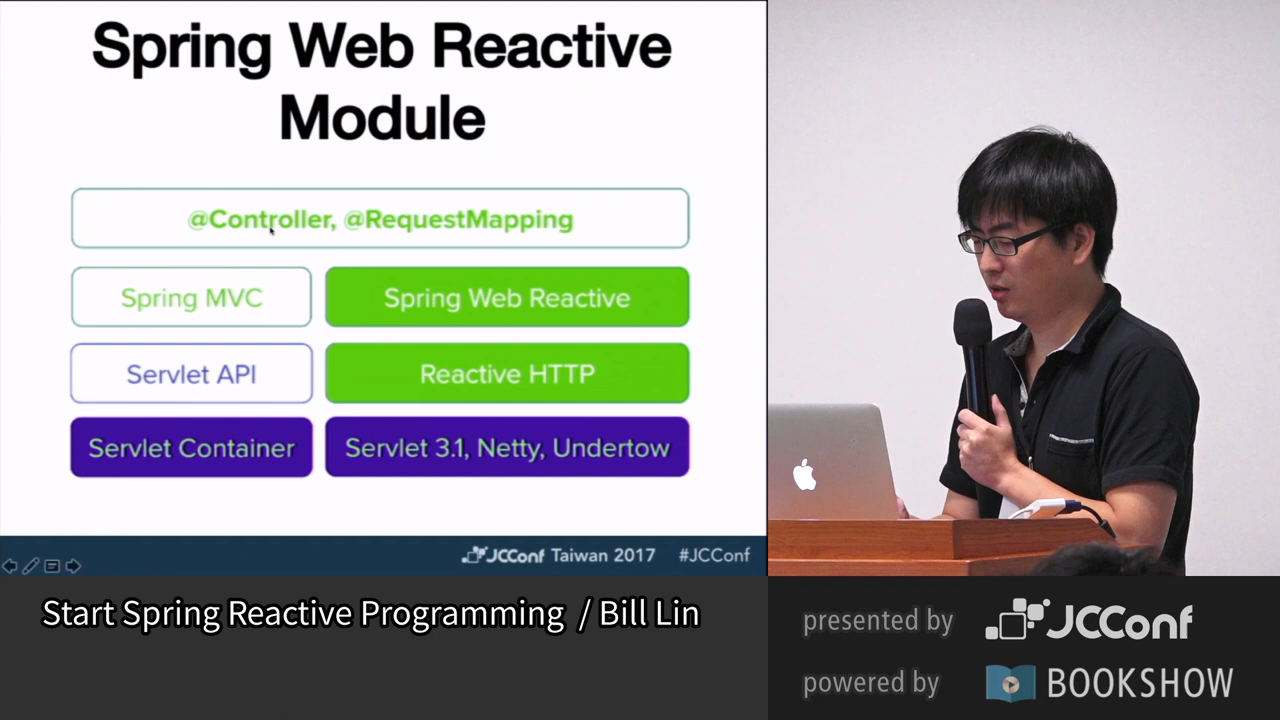 Spring Web Reactive
Module
@Controller, @RequestMapping
Spring MVC
Spring Web Reactive
Servlet API
Reactive HTTP
Servlet Container
Servlet 3.1, Netty, Undertow
JCConf Taiwan 2017 #JCConf
Start Spring Reactive Programming / Bill Lin
presented by JCConf
powered by BOOKSHOW